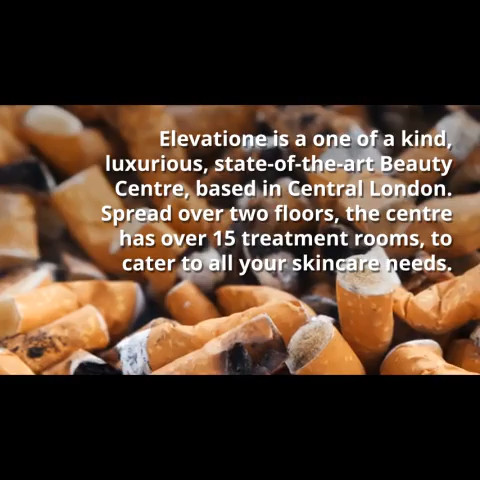 Elevatione is a one of a kind,
luxurious, state-of-the-art Beauty
Centre, based in Central London.
Spread over two floors, the centre
has over 15 treatment rooms, to
cater to all your skincare needs.